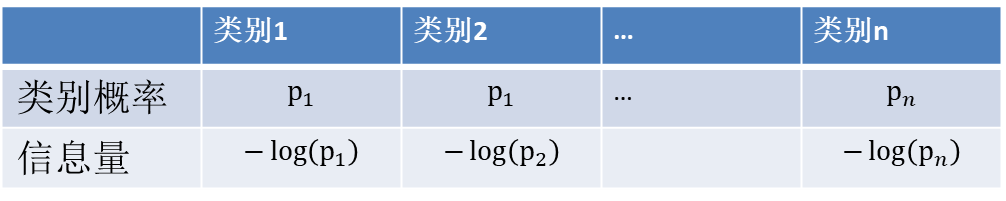 类别1 类别2 ... 类别n
类别概率 p₁ p₁ ... pₙ
信息量 −log(p₁) −log(p₂) −log(pₙ)